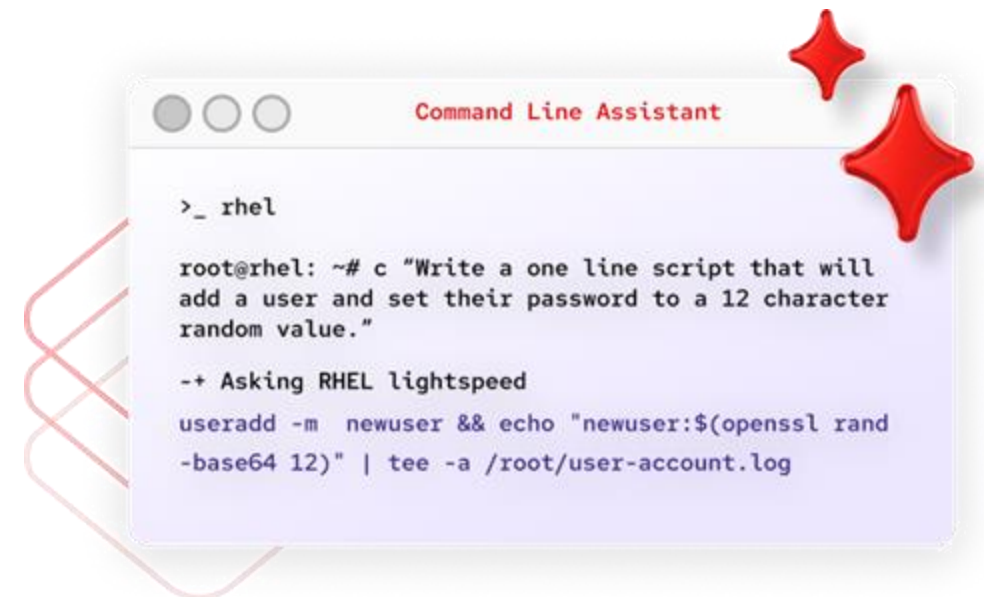 Command Line Assistant
>_ rhel
root@rhel: ~# c “Write a one line script that will
add a user and set their password to a 12 character
random value.”
-+ Asking RHEL lightspeed
useradd -m  newuser && echo "newuser:$(openssl rand
-base64 12)" | tee -a /root/user-account.log